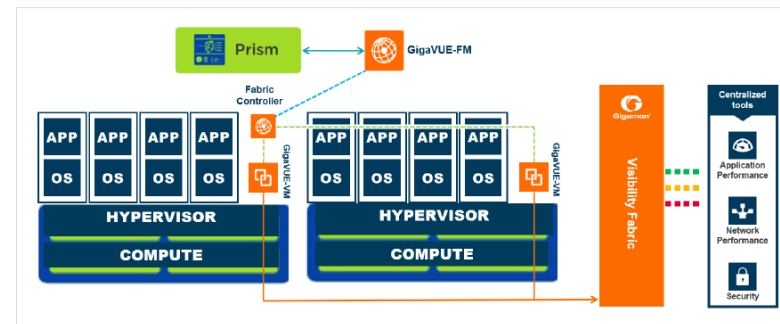 Prism
GigaVUE-FM
Fabric
Controller
APP APP APP APP
OS OS OS OS
GigaVUE-VM
HYPERVISOR
COMPUTE
APP APP APP APP
OS OS OS OS
GigaVUE-VM
HYPERVISOR
COMPUTE
Gigamon®
Visibility Fabric
Centralized
tools
Application
Performance
Network
Performance
Security